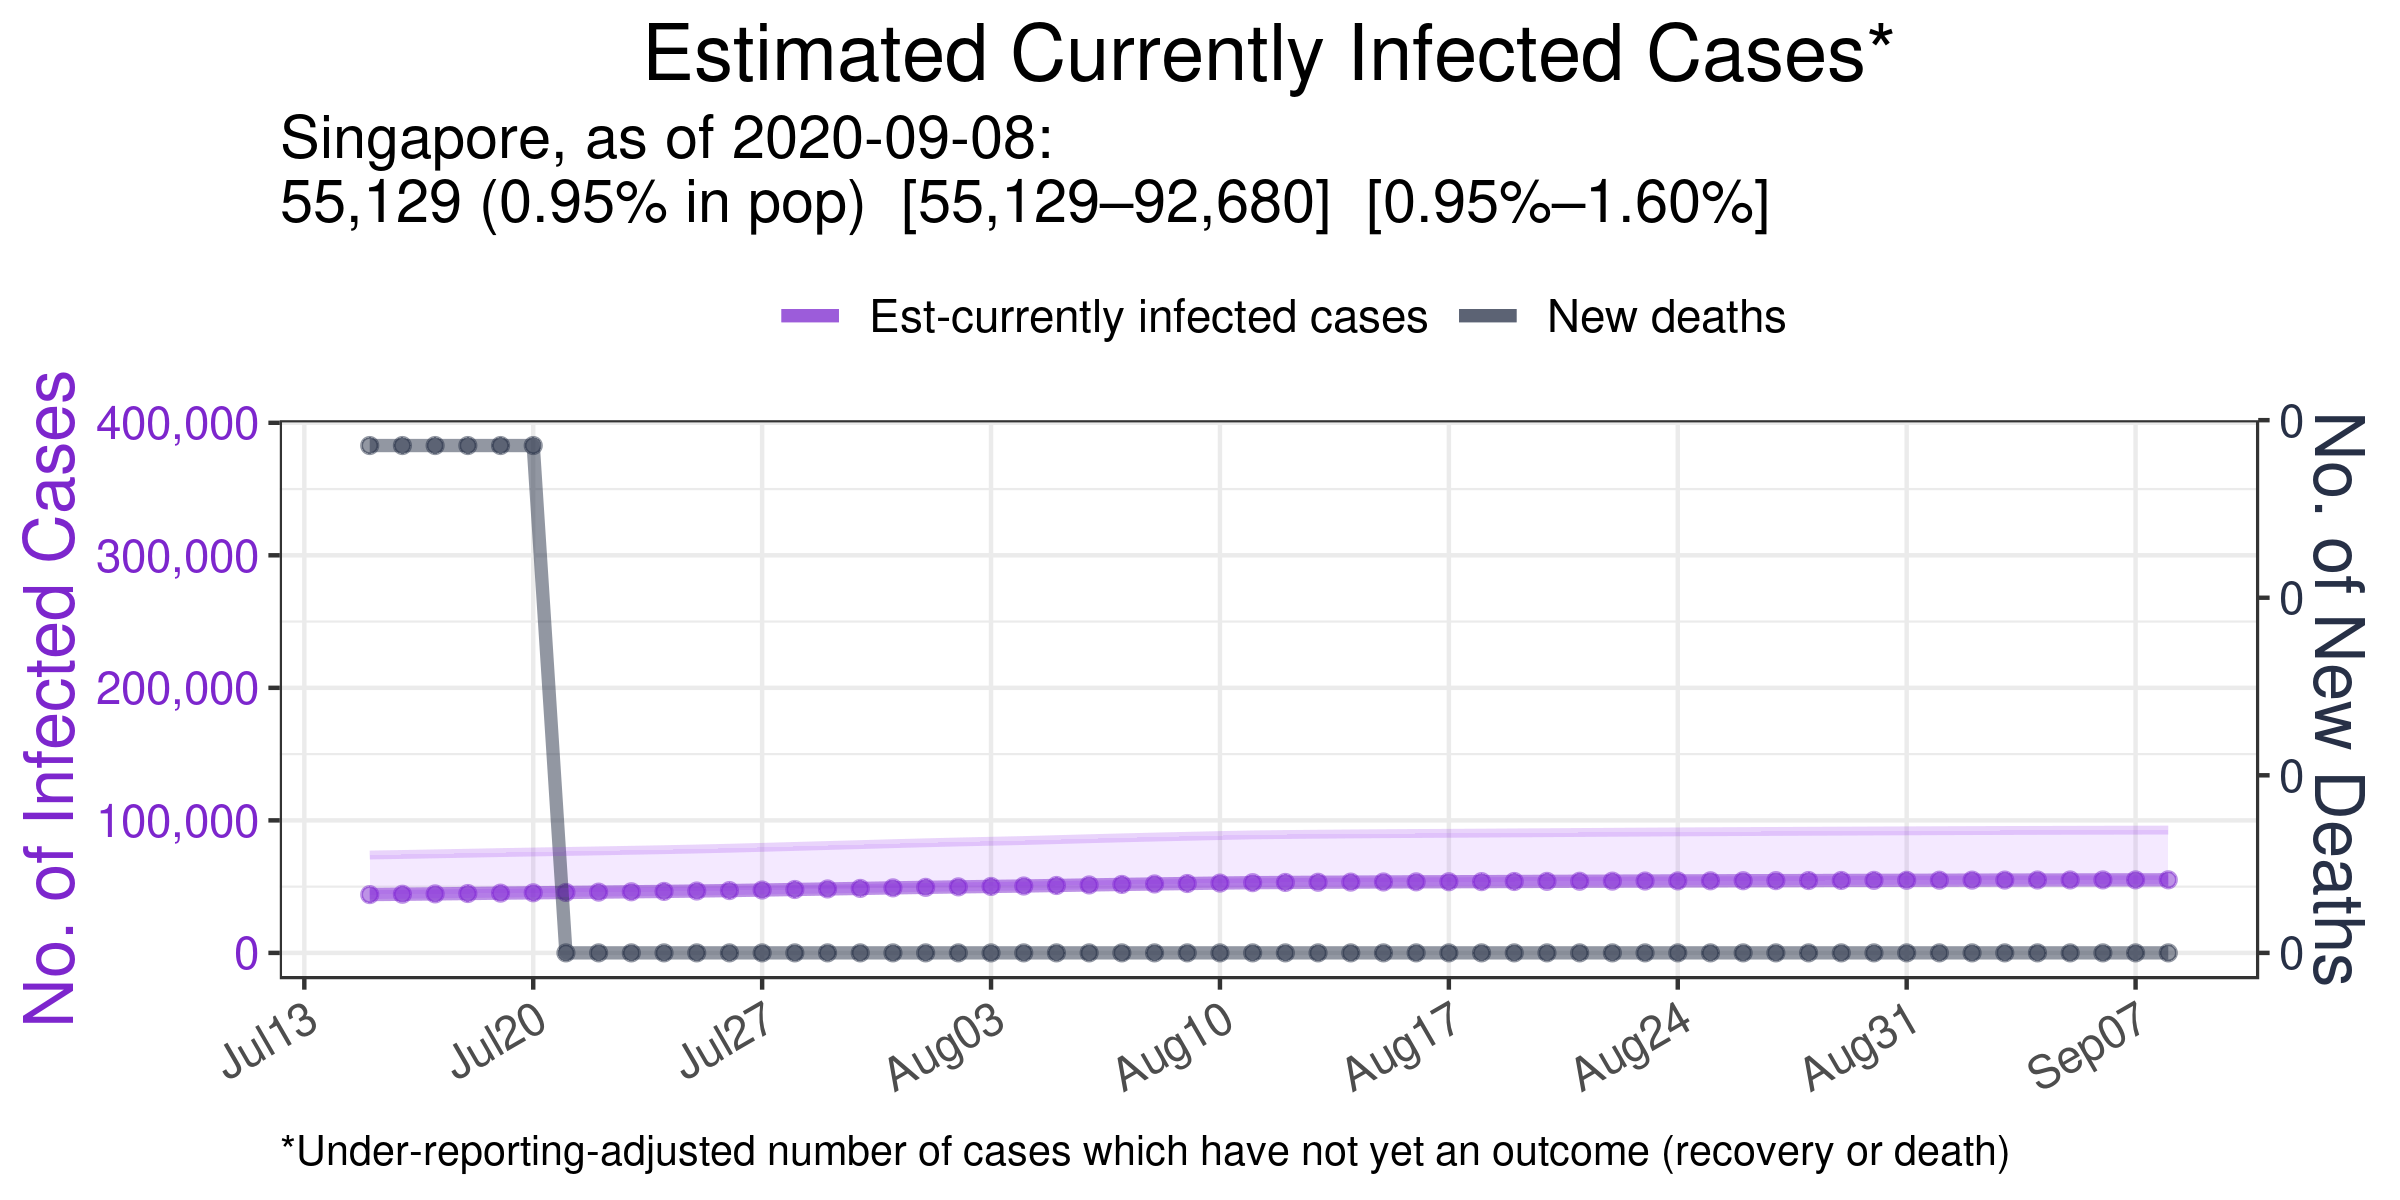 Estimated Currently Infected Cases*
Singapore, as of 2020-09-08:
55,129 (0.95% in pop)  [55,129–92,680]  [0.95%–1.60%]
Est-currently infected cases
New deaths
No. of Infected Cases
400,000
300,000
200,000
100,000
0
0
0
0
0
No. of New Deaths
Jul13
Jul20
Jul27
Aug03
Aug10
Aug17
Aug24
Aug31
Sep07
*Under-reporting-adjusted number of cases which have not yet an outcome (recovery or death)